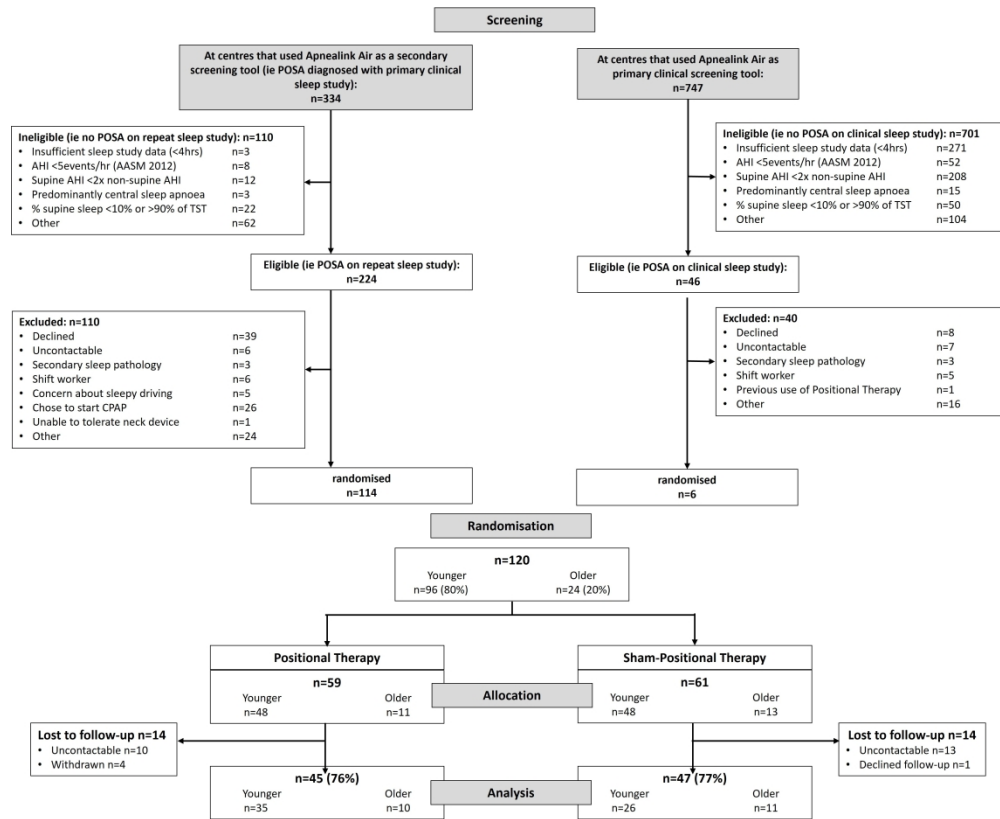 Screening
At centres that used Apnealink Air as a secondary
screening tool (ie POSA diagnosed with primary clinical
sleep study):
n=334
At centres that used Apnealink Air as
primary clinical screening tool:
n=747
Ineligible (ie no POSA on repeat sleep study): n=110
• Insufficient sleep study data (<4hrs) n=3
• AHI <5events/hr (AASM 2012) n=8
• Supine AHI <2x non-supine AHI n=12
• Predominantly central sleep apnoea n=3
• % supine sleep <10% or >90% of TST n=22
• Other n=62
Ineligible (ie no POSA on clinical sleep study): n=701
• Insufficient sleep study data (<4hrs) n=271
• AHI <5events/hr (AASM 2012) n=52
• Supine AHI <2x non-supine AHI n=208
• Predominantly central sleep apnoea n=15
• % supine sleep <10% or >90% of TST n=50
• Other n=104
Eligible (ie POSA on repeat sleep study):
n=224
Eligible (ie POSA on clinical sleep study):
n=46
Excluded: n=110
• Declined n=39
• Uncontactable n=6
• Secondary sleep pathology n=3
• Shift worker n=6
• Concern about sleepy driving n=5
• Chose to start CPAP n=26
• Unable to tolerate neck device n=1
• Other n=24
Excluded: n=40
• Declined n=8
• Uncontactable n=7
• Secondary sleep pathology n=3
• Shift worker n=5
• Previous use of Positional Therapy n=1
• Other n=16
randomised
n=114
randomised
n=6
Randomisation
n=120
Younger Older
n=96 (80%) n=24 (20%)
Positional Therapy
n=59
Younger Older
n=48 n=11
Sham-Positional Therapy
n=61
Younger Older
n=48 n=13
Allocation
Lost to follow-up n=14
• Uncontactable n=10
• Withdrawn n=4
Lost to follow-up n=14
• Uncontactable n=13
• Declined follow-up n=1
n=45 (76%)
Younger Older
n=35 n=10
n=47 (77%)
Younger Older
n=26 n=11
Analysis